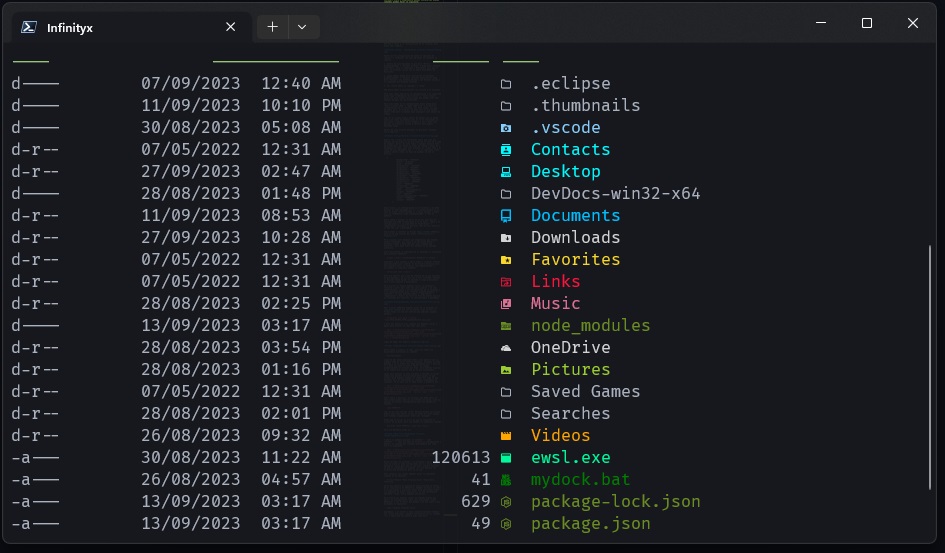 Infinityx
d---- 07/09/2023 12:40 AM .eclipse
d---- 11/09/2023 10:10 PM .thumbnails
d---- 30/08/2023 05:08 AM .vscode
d-r-- 07/05/2022 12:31 AM Contacts
d-r-- 27/09/2023 02:47 AM Desktop
d---- 28/08/2023 01:48 PM DevDocs-win32-x64
d-r-- 11/09/2023 08:53 AM Documents
d-r-- 27/09/2023 10:28 AM Downloads
d-r-- 07/05/2022 12:31 AM Favorites
d-r-- 07/05/2022 12:31 AM Links
d-r-- 28/08/2023 02:25 PM Music
d---- 13/09/2023 03:17 AM node_modules
d-r-- 28/08/2023 03:54 PM OneDrive
d-r-- 28/08/2023 01:16 PM Pictures
d-r-- 07/05/2022 12:31 AM Saved Games
d-r-- 28/08/2023 02:01 PM Searches
d-r-- 26/08/2023 09:32 AM Videos
-a--- 30/08/2023 11:22 AM 120613 ewsl.exe
-a--- 26/08/2023 04:57 AM 41 mydock.bat
-a--- 13/09/2023 03:17 AM 629 package-lock.json
-a--- 13/09/2023 03:17 AM 49 package.json